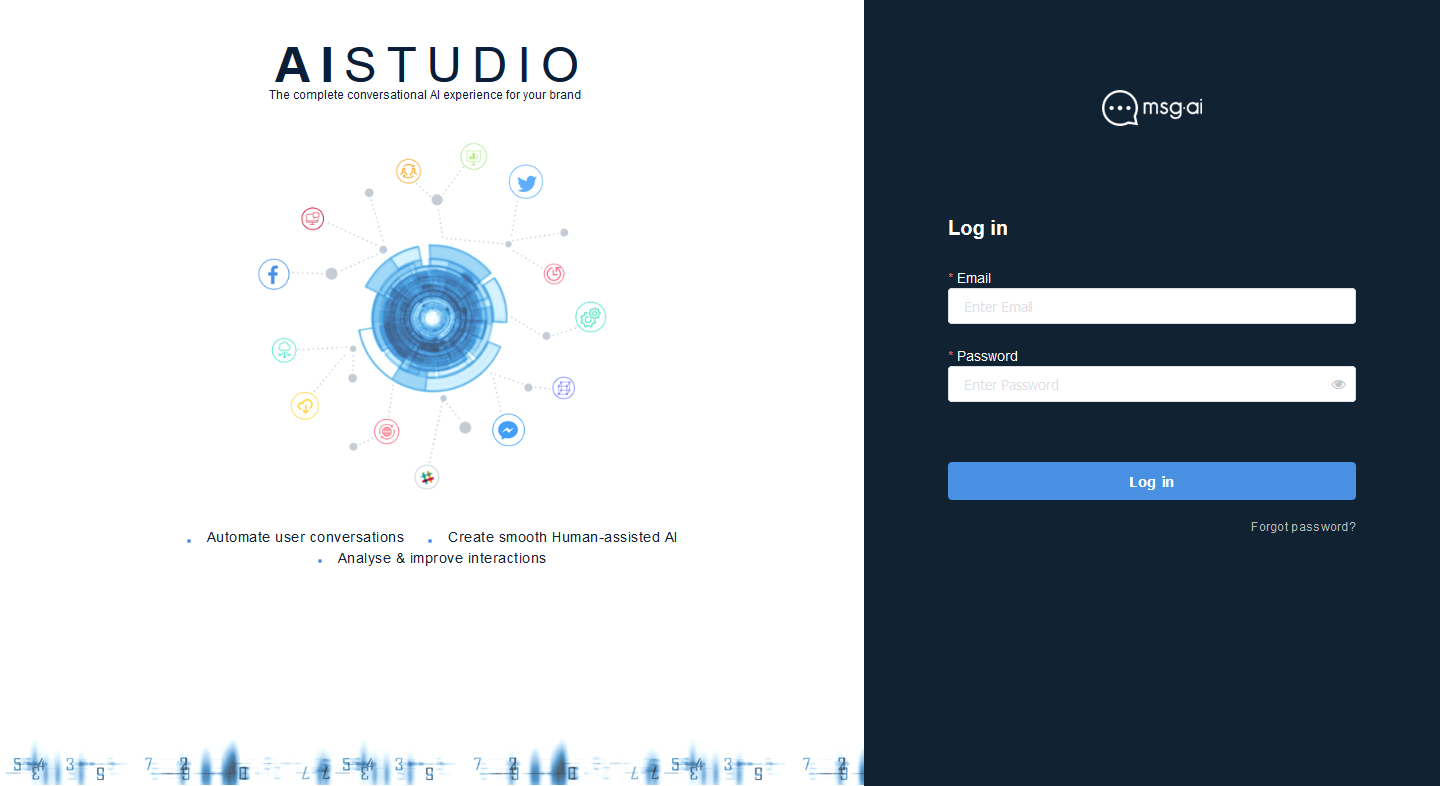 AISTUDIO
The complete conversational AI experience for your brand
Automate user conversations
Create smooth Human-assisted AI
Analyse & improve interactions
msg·ai
Log in
* Email
Enter Email
* Password
Enter Password
Log in
Forgot password?